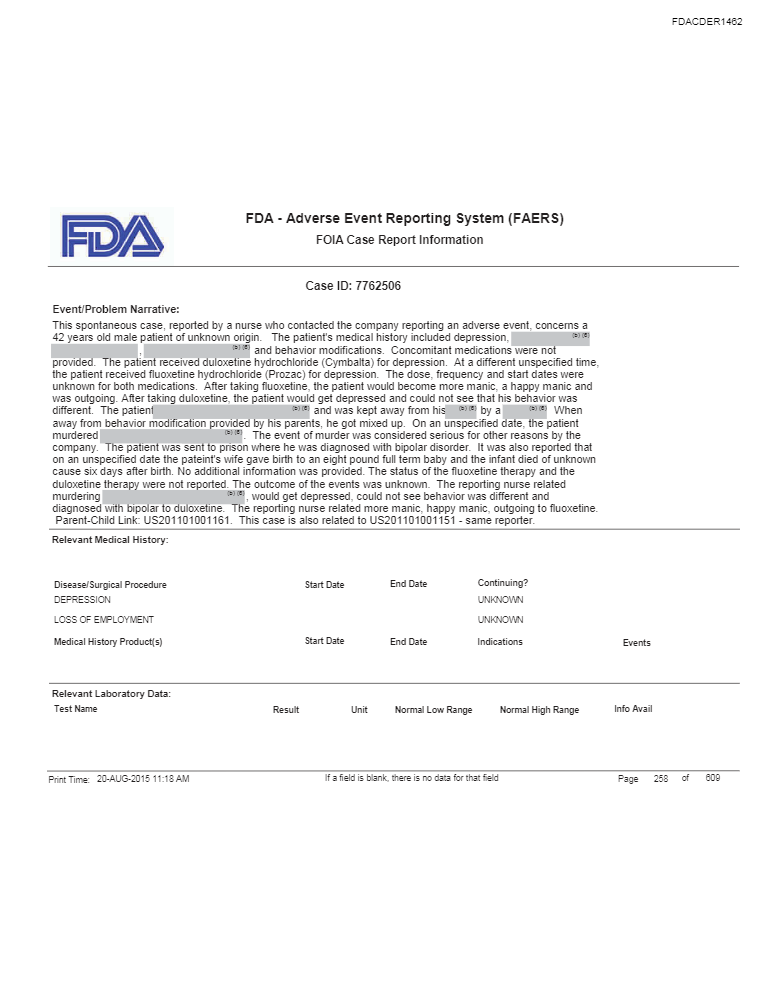 FDACDER1462
FDA
FDA - Adverse Event Reporting System (FAERS)
FOIA Case Report Information
Case ID: 7762506
Event/Problem Narrative:
This spontaneous case, reported by a nurse who contacted the company reporting an adverse event, concerns a
42 years old male patient of unknown origin. The patient's medical history included depression, (b) (6)
, (b) (6) and behavior modifications. Concomitant medications were not
provided. The patient received duloxetine hydrochloride (Cymbalta) for depression. At a different unspecified time,
the patient received fluoxetine hydrochloride (Prozac) for depression. The dose, frequency and start dates were
unknown for both medications. After taking fluoxetine, the patient would become more manic, a happy manic and
was outgoing. After taking duloxetine, the patient would get depressed and could not see that his behavior was
different. The patient (b) (6) and was kept away from his (b) (6) by a (b) (6) When
away from behavior modification provided by his parents, he got mixed up. On an unspecified date, the patient
murdered (b) (6). The event of murder was considered serious for other reasons by the
company. The patient was sent to prison where he was diagnosed with bipolar disorder. It was also reported that
on an unspecified date the pateint's wife gave birth to an eight pound full term baby and the infant died of unknown
cause six days after birth. No additional information was provided. The status of the fluoxetine therapy and the
duloxetine therapy were not reported. The outcome of the events was unknown. The reporting nurse related
murdering (b) (6), would get depressed, could not see behavior was different and
diagnosed with bipolar to duloxetine. The reporting nurse related more manic, happy manic, outgoing to fluoxetine.
Parent-Child Link: US201101001161. This case is also related to US201101001151 - same reporter.
Relevant Medical History:
Disease/Surgical Procedure Start Date End Date Continuing?
DEPRESSION UNKNOWN
LOSS OF EMPLOYMENT UNKNOWN
Medical History Product(s) Start Date End Date Indications Events
Relevant Laboratory Data:
Test Name Result Unit Normal Low Range Normal High Range Info Avail
Print Time: 20-AUG-2015 11:18 AM If a field is blank, there is no data for that field Page 258 of 609